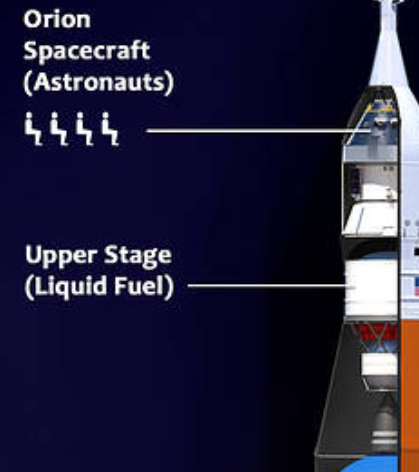 Orion
Spacecraft
(Astronauts)
Upper Stage
(Liquid Fuel)